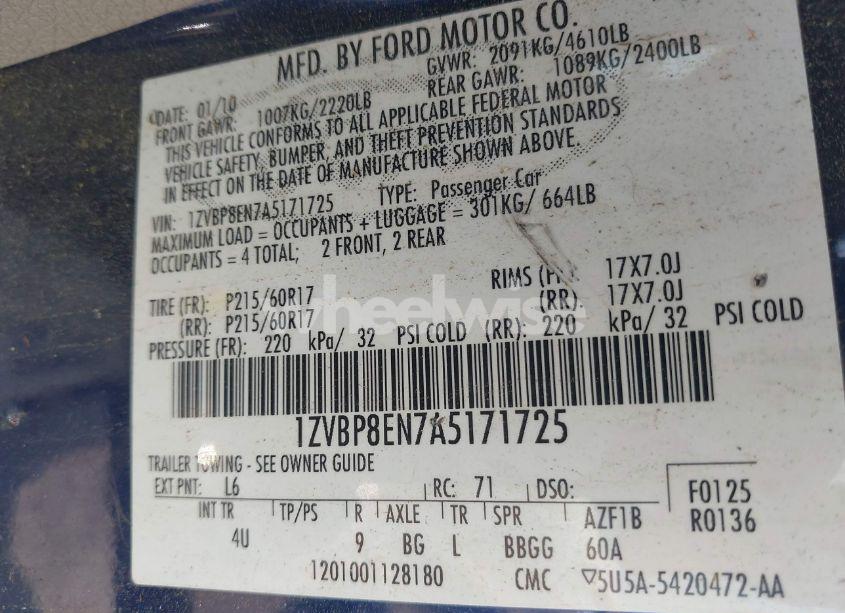 MFD. BY FORD MOTOR CO.
DATE: 01/10 GVWR: 2091KG/4610LB
FRONT GAWR: 1007KG/2220LB REAR GAWR: 1089KG/2400LB
THIS VEHICLE CONFORMS TO ALL APPLICABLE FEDERAL MOTOR
VEHICLE SAFETY, BUMPER, AND THEFT PREVENTION STANDARDS
IN EFFECT ON THE DATE OF MANUFACTURE SHOWN ABOVE.
VIN: 1ZVBP8EN7A5171725 TYPE: Passenger Car
MAXIMUM LOAD = OCCUPANTS + LUGGAGE = 301KG/ 664LB
OCCUPANTS = 4 TOTAL; 2 FRONT, 2 REAR
TIRE (FR): P215/60R17 RIMS 17X7.0J
(RR): P215/60R17 (RR). 17X7.0J
PRESSURE (FR): 220 kPa/ 32 PSI COLD (RR): 220 kPa/ 32 PSI COLD
wheelwise
1ZVBP8EN7A5171725
TRAILER TOWING - SEE OWNER GUIDE
EXT PNT: L6 RC: 71 DSO: F0125
INT TR TP/PS R AXLE TR SPR AZF1B R0136
4U 9 BG L BBGG 60A
1201001128180 CMC ▽5U5A-5420472-AA